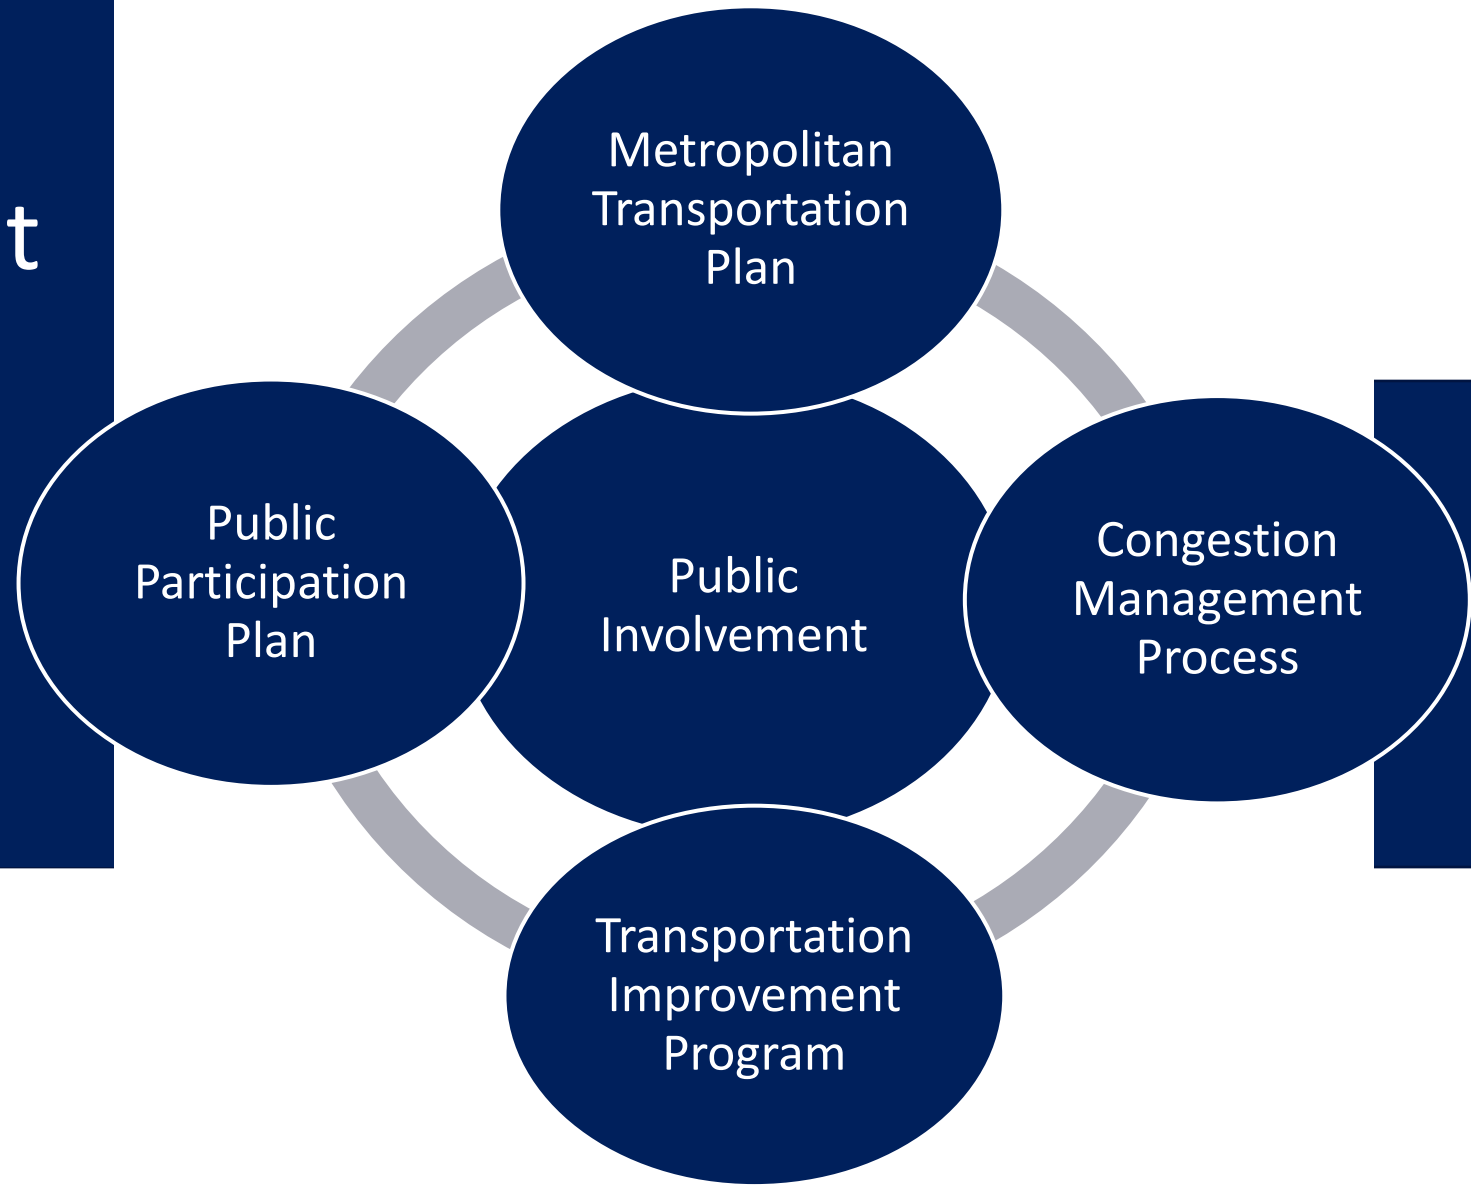 Metropolitan
Transportation
Plan
t
Public
Participation
Plan
Public
Involvement
Congestion
Management
Process
Transportation
Improvement
Program